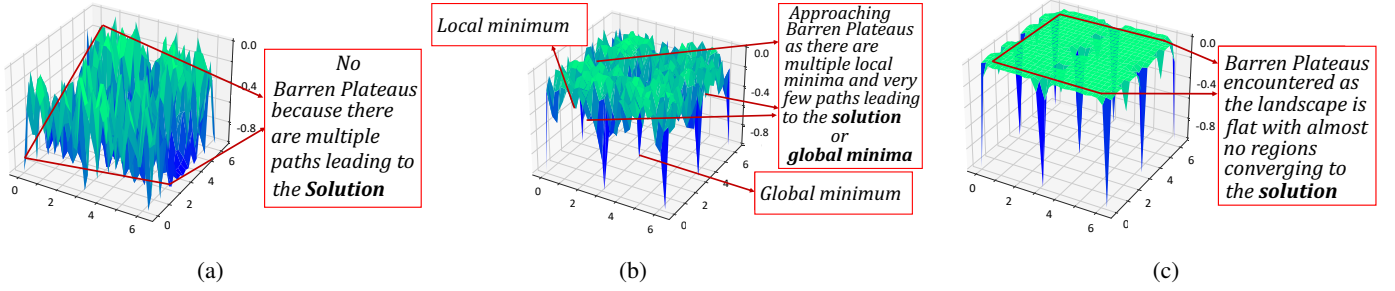 0.0
-0.4
-0.8
0
2
4
6
0
2
4
6
No
Barren Plateaus
because there
are multiple
paths leading to
the Solution
(a)
Local minimum
0.0
-0.4
-0.8
0
2
4
6
0
2
4
6
Approaching
Barren Plateaus
as there are
multiple local
minima and very
few paths leading
to the solution
or
global minima
Global minimum
(b)
0.0
-0.4
-0.8
0
2
4
6
0
2
4
6
Barren Plateaus
encountered as
the landscape is
flat with almost
no regions
converging to
the solution
(c)